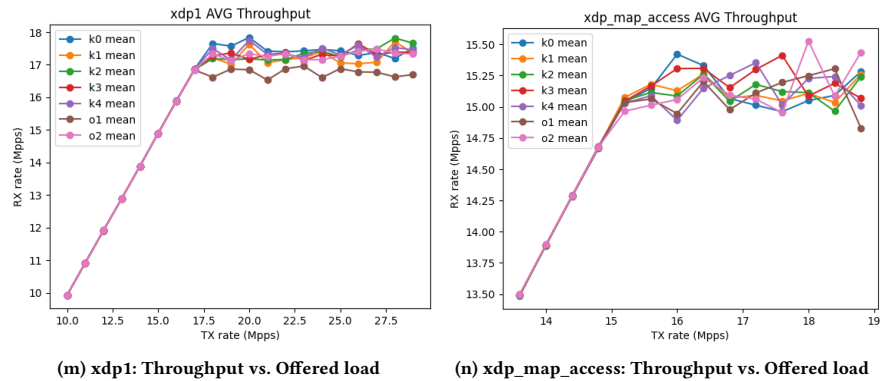 xdp1 AVG Throughput
18
17
16
15
14
13
12
11
10
RX rate (Mpps)
k0 mean
k1 mean
k2 mean
k3 mean
k4 mean
o1 mean
o2 mean
10.0 12.5 15.0 17.5 20.0 22.5 25.0 27.5
TX rate (Mpps)
(m) xdp1: Throughput vs. Offered load
xdp_map_access AVG Throughput
15.50
15.25
15.00
14.75
14.50
14.25
14.00
13.75
13.50
RX rate (Mpps)
k0 mean
k1 mean
k2 mean
k3 mean
k4 mean
o1 mean
o2 mean
14 15 16 17 18 19
TX rate (Mpps)
(n) xdp_map_access: Throughput vs. Offered load